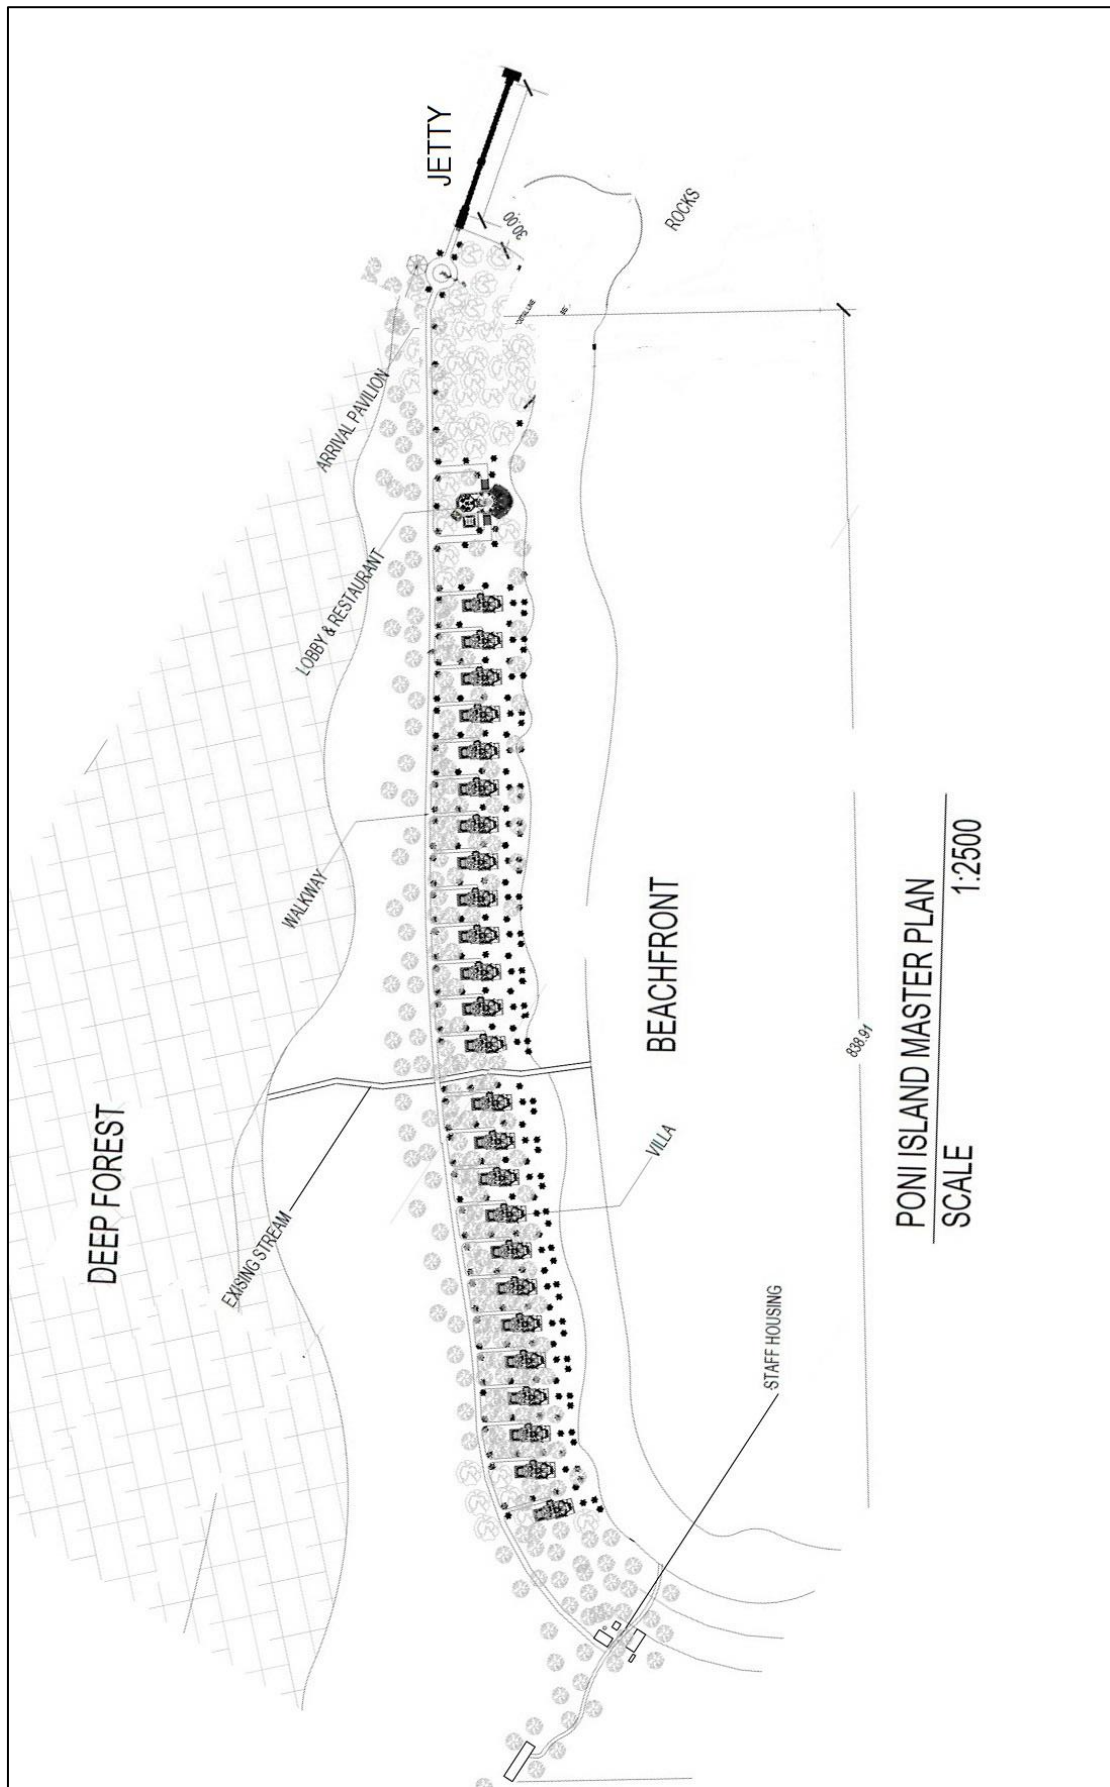 JETTY
30.00
ROCKS
ARRIVAL PAVILION
LOBBY & RESTAURANT
WALKWAY
DEEP FOREST
EXISING STREAM
BEACHFRONT
VILLA
STAFF HOUSING
838.91
PONI ISLAND MASTER PLAN
SCALE 1:2500